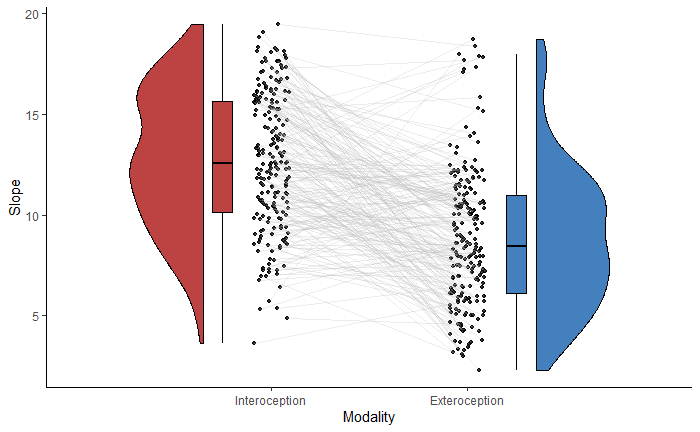 20
15
10
5
Slope
Interoception
Exteroception
Modality